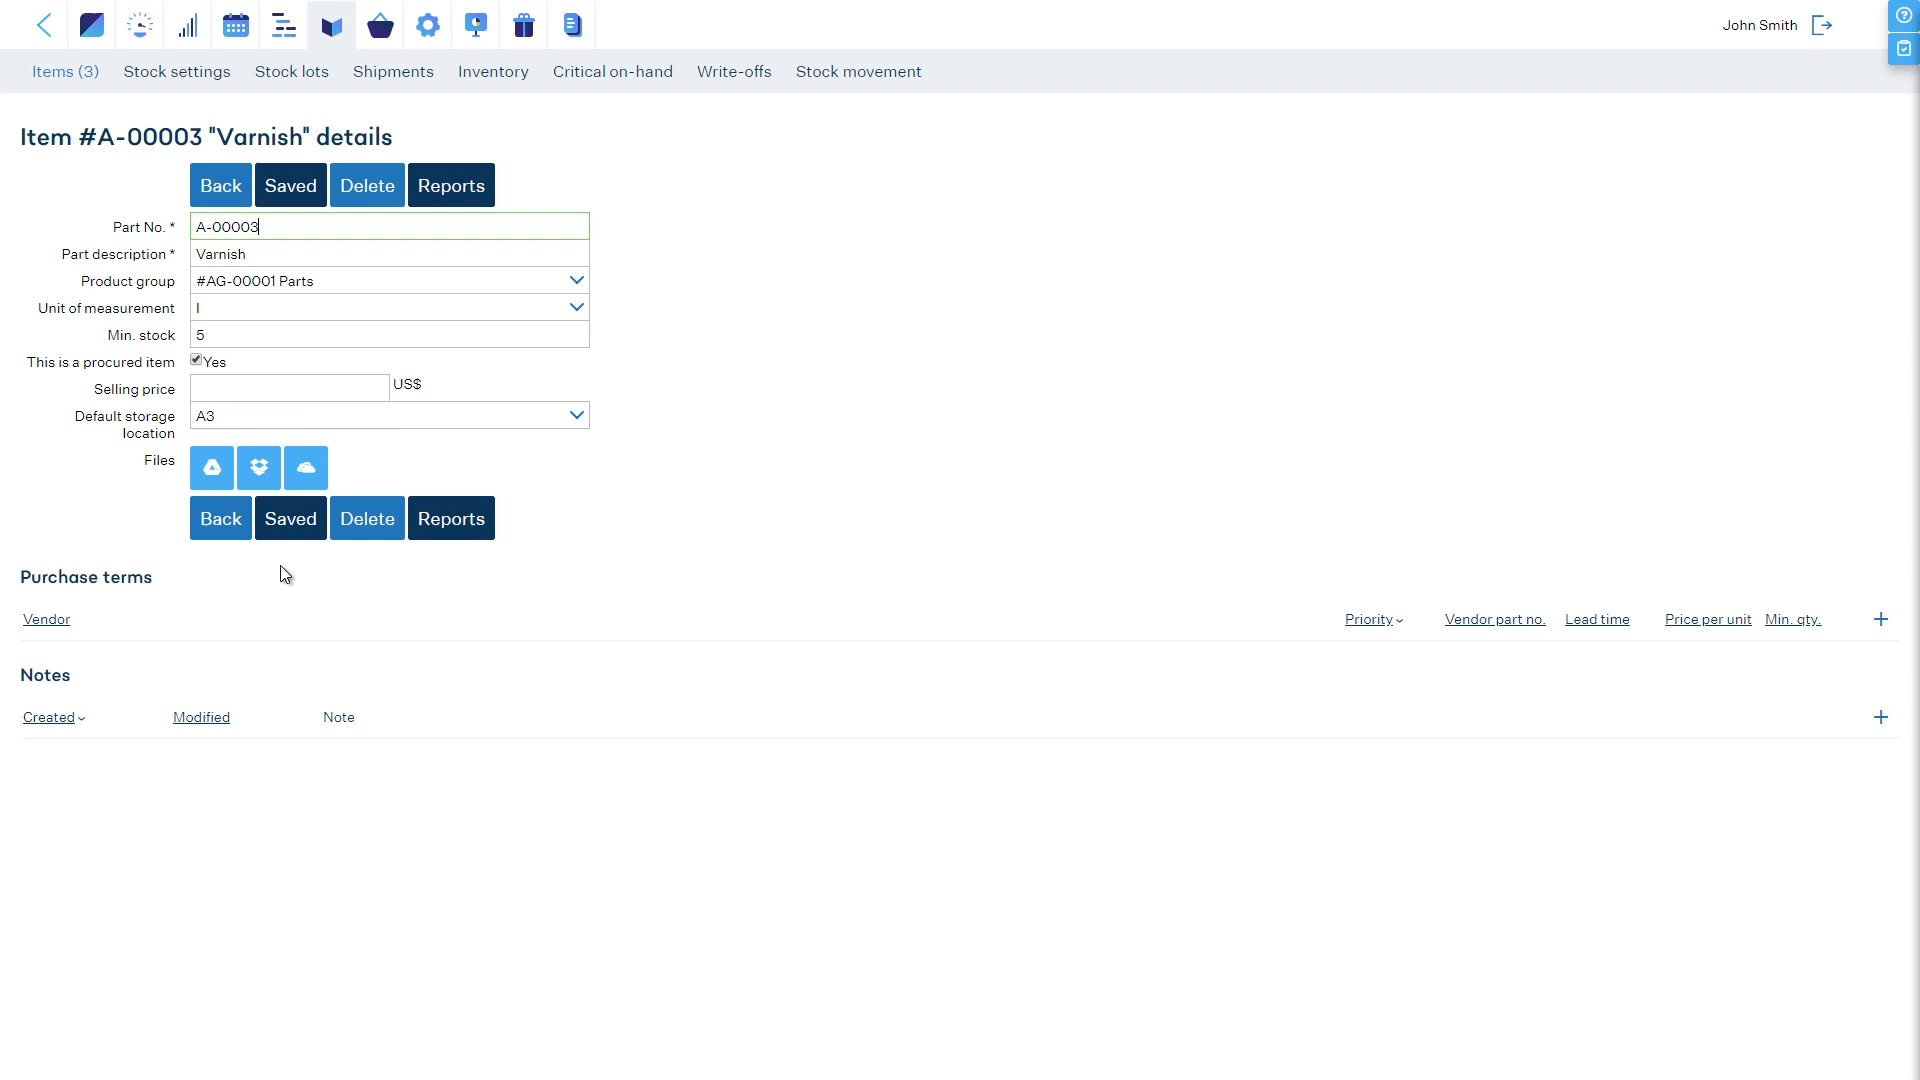 John Smith
Items (3) Stock settings Stock lots Shipments Inventory Critical on-hand Write-offs Stock movement
Item #A-00003 "Varnish" details
Back Saved Delete Reports
Part No. * A-00003
Part description * Varnish
Product group #AG-00001 Parts
Unit of measurement l
Min. stock 5
This is a procured item Yes
Selling price US$
Default storage location A3
Files
Back Saved Delete Reports
Purchase terms
Vendor Priority Vendor part no. Lead time Price per unit Min. qty.
Notes
Created Modified Note